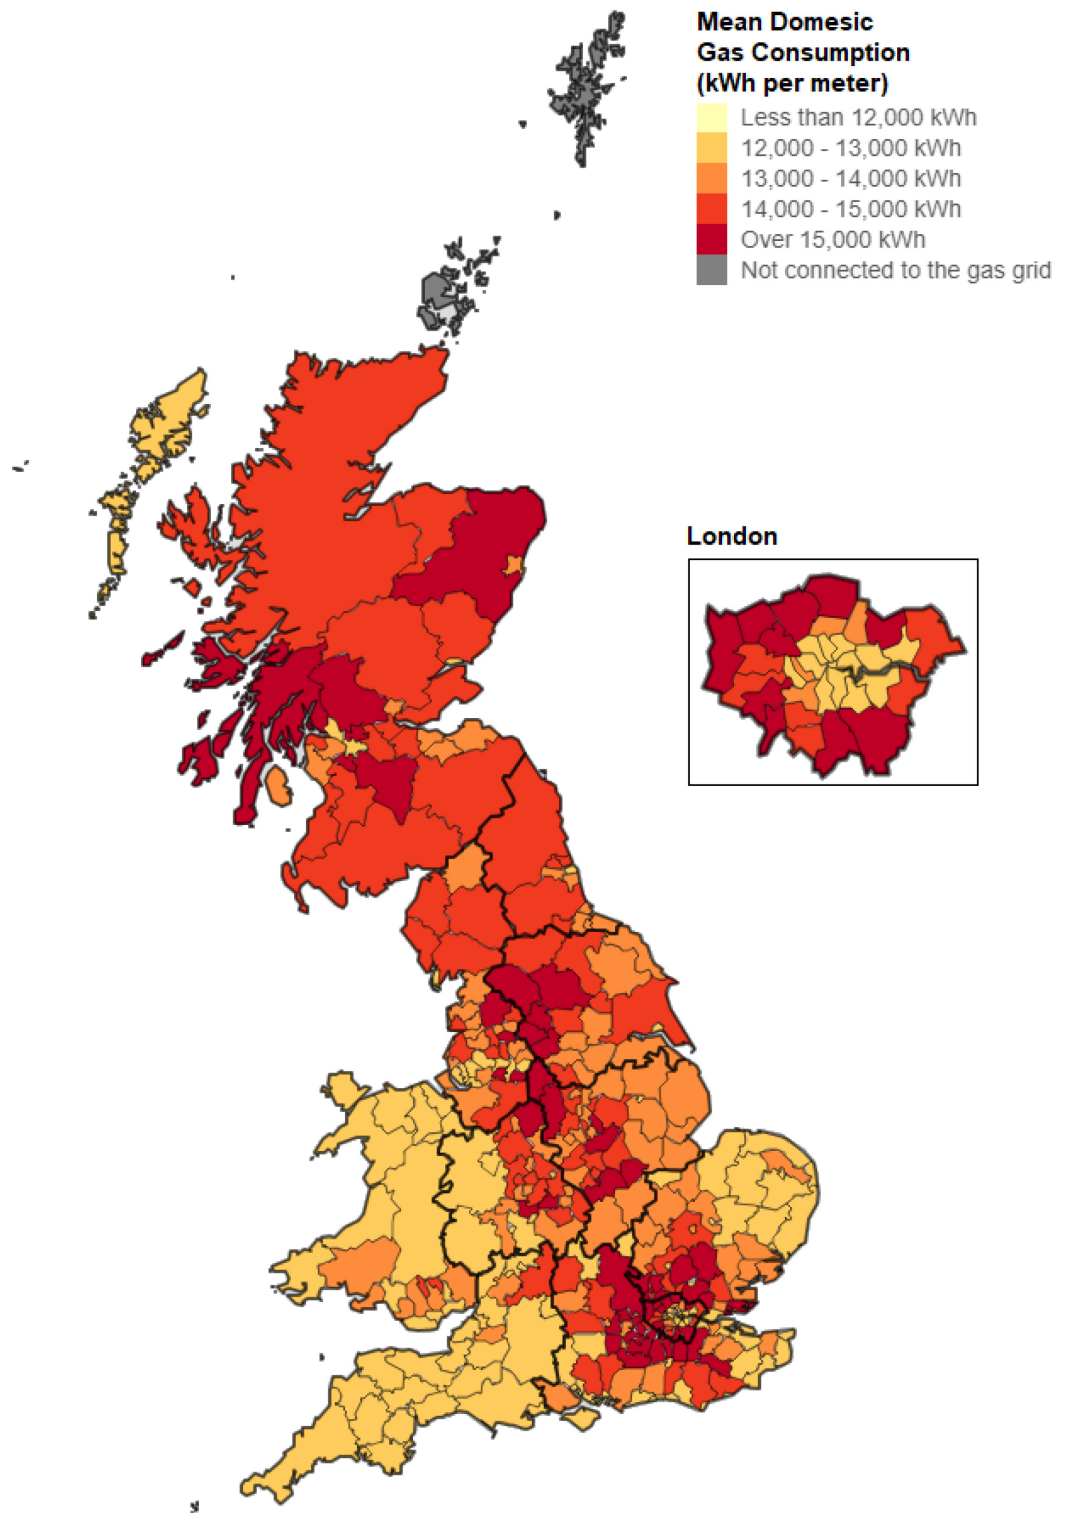 Mean Domesic
Gas Consumption
(kWh per meter)
Less than 12,000 kWh
12,000 - 13,000 kWh
13,000 - 14,000 kWh
14,000 - 15,000 kWh
Over 15,000 kWh
Not connected to the gas grid
London